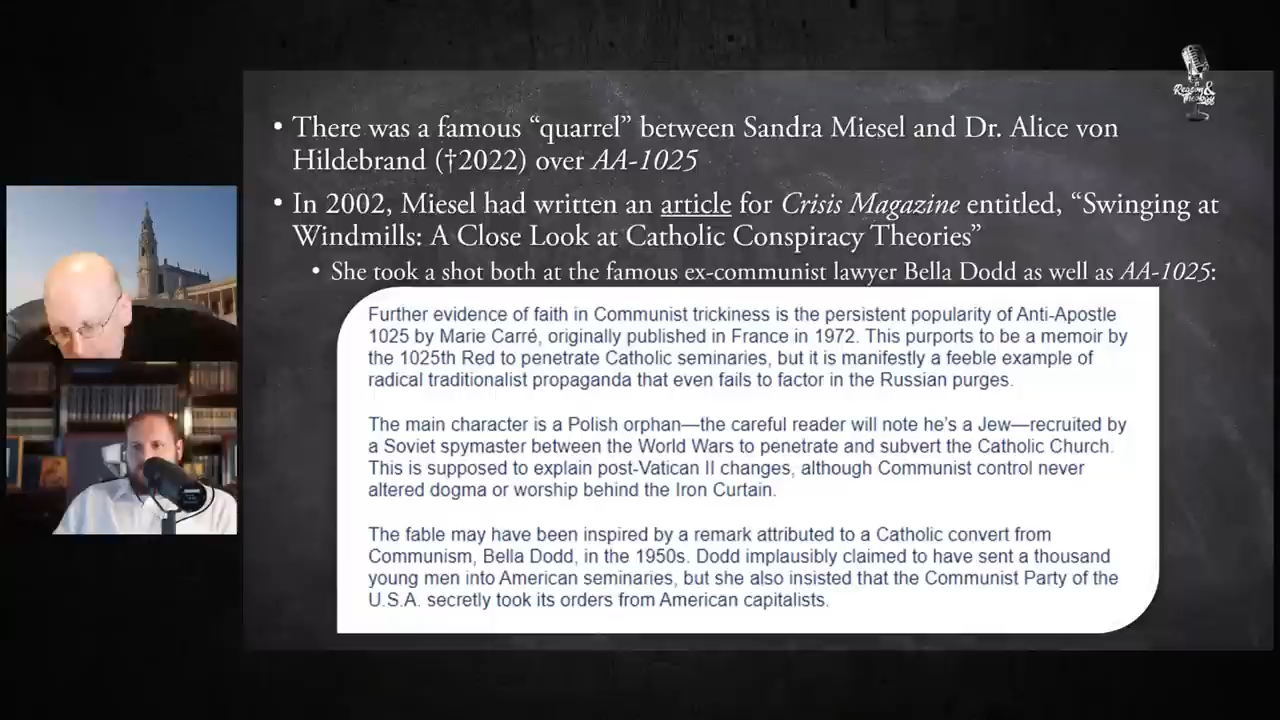 Reason &
Theology
• There was a famous “quarrel” between Sandra Miesel and Dr. Alice von
Hildebrand (†2022) over AA-1025
• In 2002, Miesel had written an article for Crisis Magazine entitled, “Swinging at
Windmills: A Close Look at Catholic Conspiracy Theories”
• She took a shot both at the famous ex-communist lawyer Bella Dodd as well as AA-1025:
Further evidence of faith in Communist trickiness is the persistent popularity of Anti-Apostle
1025 by Marie Carré, originally published in France in 1972. This purports to be a memoir by
the 1025th Red to penetrate Catholic seminaries, but it is manifestly a feeble example of
radical traditionalist propaganda that even fails to factor in the Russian purges.
The main character is a Polish orphan—the careful reader will note he’s a Jew—recruited by
a Soviet spymaster between the World Wars to penetrate and subvert the Catholic Church.
This is supposed to explain post-Vatican II changes, although Communist control never
altered dogma or worship behind the Iron Curtain.
The fable may have been inspired by a remark attributed to a Catholic convert from
Communism, Bella Dodd, in the 1950s. Dodd implausibly claimed to have sent a thousand
young men into American seminaries, but she also insisted that the Communist Party of the
U.S.A. secretly took its orders from American capitalists.